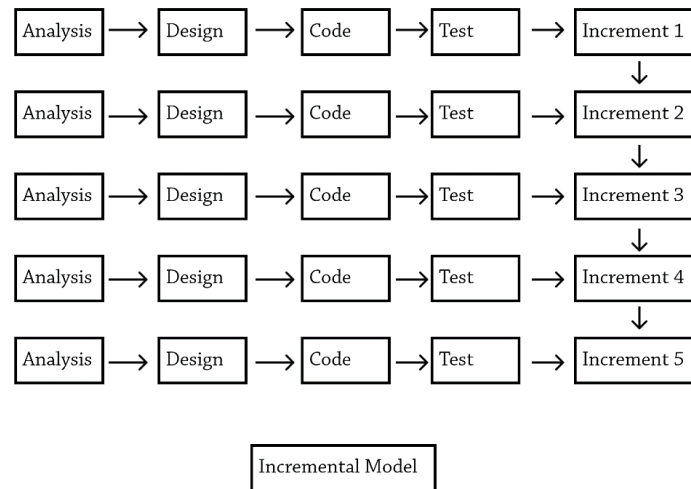 Analysis Design Code Test Increment 1
Analysis Design Code Test Increment 2
Analysis Design Code Test Increment 3
Analysis Design Code Test Increment 4
Analysis Design Code Test Increment 5
Incremental Model